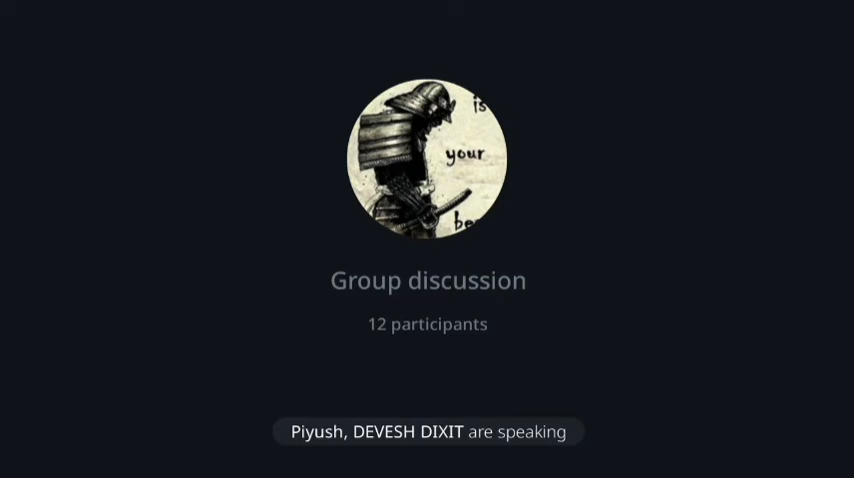 is
your
Group discussion
12 participants
Piyush, DEVESH DIXIT are speaking